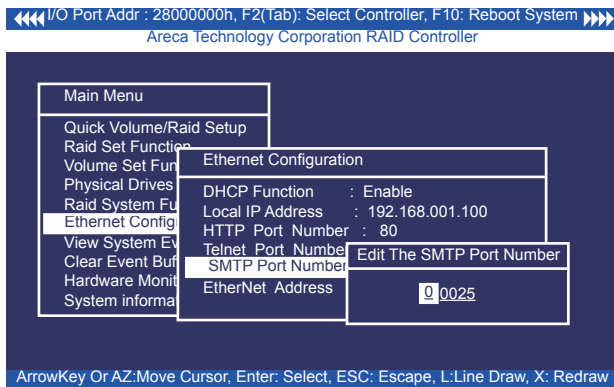 I/O Port Addr : 28000000h, F2(Tab): Select Controller, F10: Reboot System
Areca Technology Corporation RAID Controller
Main Menu
Quick Volume/Raid Setup
Raid Set Function
Volume Set Fun
Physical Drives
Raid System Fu
Ethernet Config
View System Ev
Clear Event Buf
Hardware Monit
System informa
Ethernet Configuration
DHCP Function : Enable
Local IP Address : 192.168.001.100
HTTP Port Number : 80
Telnet Port Number
SMTP Port Number
EtherNet Address
Edit The SMTP Port Number
0 0025
ArrowKey Or AZ:Move Cursor, Enter: Select, ESC: Escape, L:Line Draw, X: Redraw